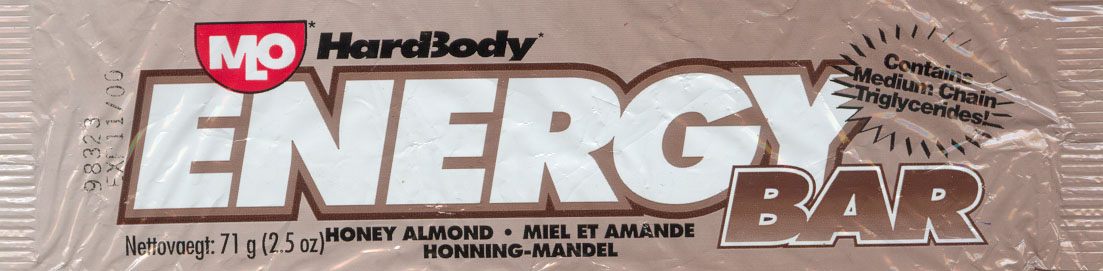 MLO* HardBody*
ENERGY
BAR
Contains
Medium Chain
Triglycerides!
98323
EXP 11/00
Nettovaegt: 71 g (2.5 oz)
HONEY ALMOND • MIEL ET AMANDE
HONNING-MANDEL